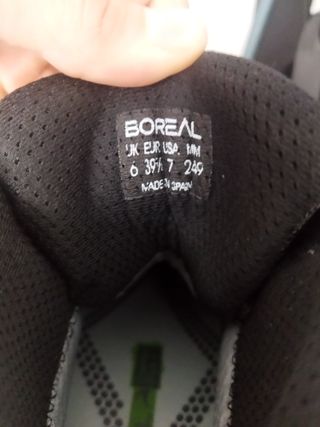 BOREAL
UK EUR USA. MM
6 39½ 7 249
MADE IN SPAIN